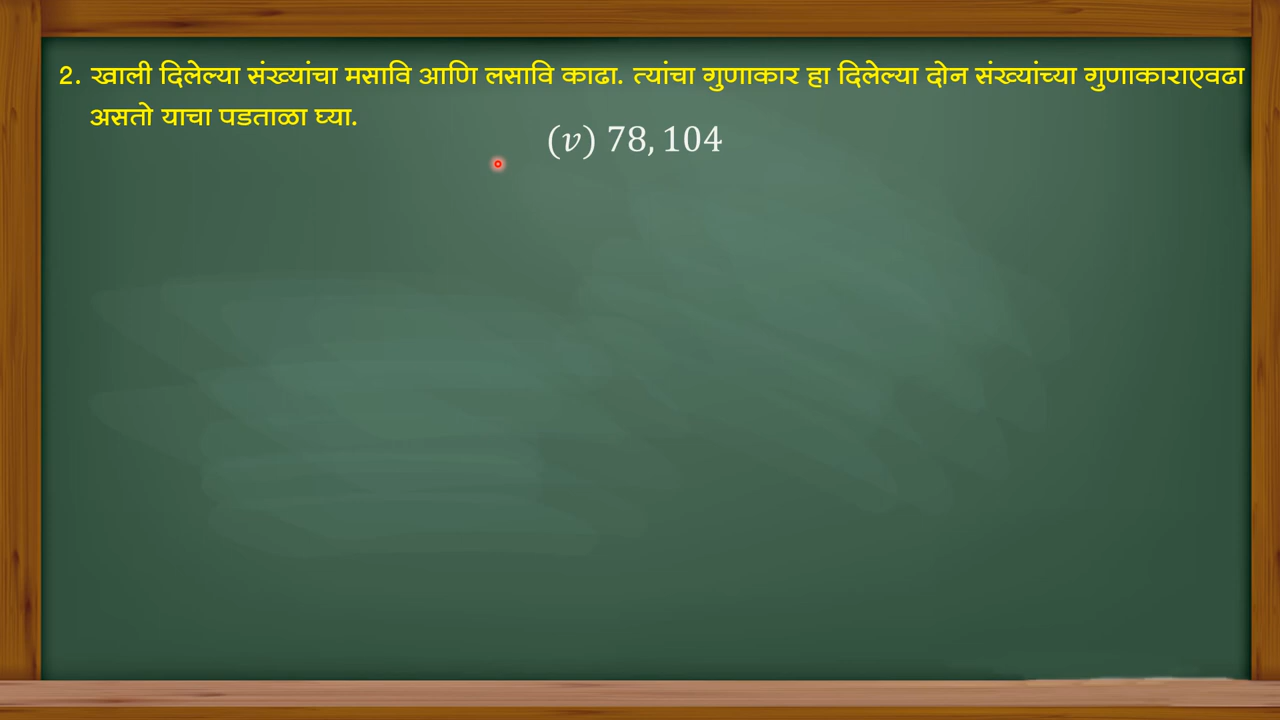 2. खाली दिलेल्या संख्यांचा मसावि आणि लसावि काढा. त्यांचा गुणाकार हा दिलेल्या दोन संख्यांच्या गुणाकाराएवढा
असतो याचा पडताळा घ्या.
(v) 78, 104